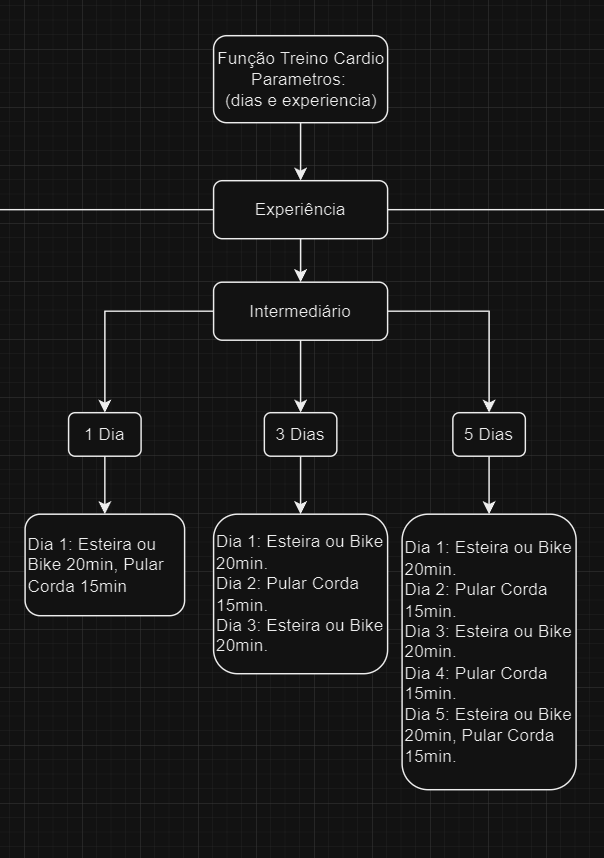 Função Treino Cardio
Parametros:
(dias e experiencia)
Experiência
Intermediário
1 Dia
3 Dias
5 Dias
Dia 1: Esteira ou
Bike 20min, Pular
Corda 15min
Dia 1: Esteira ou Bike
20min.
Dia 2: Pular Corda
15min.
Dia 3: Esteira ou Bike
20min.
Dia 1: Esteira ou Bike
20min.
Dia 2: Pular Corda
15min.
Dia 3: Esteira ou Bike
20min.
Dia 4: Pular Corda
15min.
Dia 5: Esteira ou Bike
20min, Pular Corda
15min.